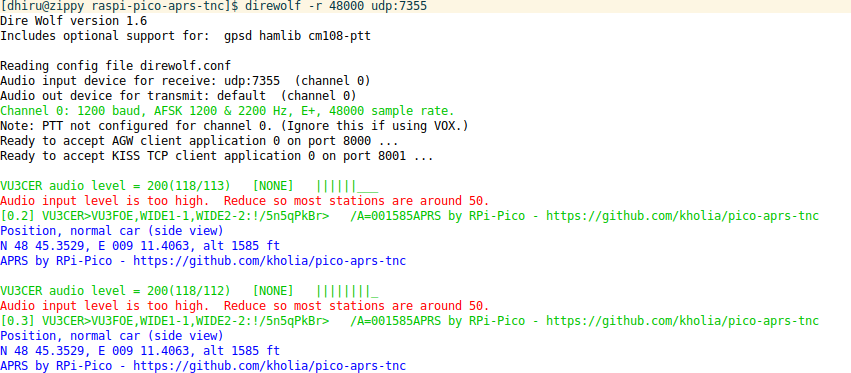 [dhiru@zippy raspi-pico-aprs-tnc]$ direwolf -r 48000 udp:7355
Dire Wolf version 1.6
Includes optional support for:  gpsd hamlib cm108-ptt

Reading config file direwolf.conf
Audio input device for receive: udp:7355  (channel 0)
Audio out device for transmit: default  (channel 0)
Channel 0: 1200 baud, AFSK 1200 & 2200 Hz, E+, 48000 sample rate.
Note: PTT not configured for channel 0. (Ignore this if using VOX.)
Ready to accept AGW client application 0 on port 8000 ...
Ready to accept KISS TCP client application 0 on port 8001 ...

VU3CER audio level = 200(118/113)   [NONE]   ||||||___
Audio input level is too high.  Reduce so most stations are around 50.
[0.2] VU3CER>VU3FOE,WIDE1-1,WIDE2-2:!/5n5qPkBr>   /A=001585APRS by RPi-Pico - https://github.com/kholia/pico-aprs-tnc
Position, normal car (side view)
N 48 45.3529, E 009 11.4063, alt 1585 ft
APRS by RPi-Pico - https://github.com/kholia/pico-aprs-tnc

VU3CER audio level = 200(118/112)   [NONE]   ||||||||_
Audio input level is too high.  Reduce so most stations are around 50.
[0.3] VU3CER>VU3FOE,WIDE1-1,WIDE2-2:!/5n5qPkBr>   /A=001585APRS by RPi-Pico - https://github.com/kholia/pico-aprs-tnc
Position, normal car (side view)
N 48 45.3529, E 009 11.4063, alt 1585 ft
APRS by RPi-Pico - https://github.com/kholia/pico-aprs-tnc